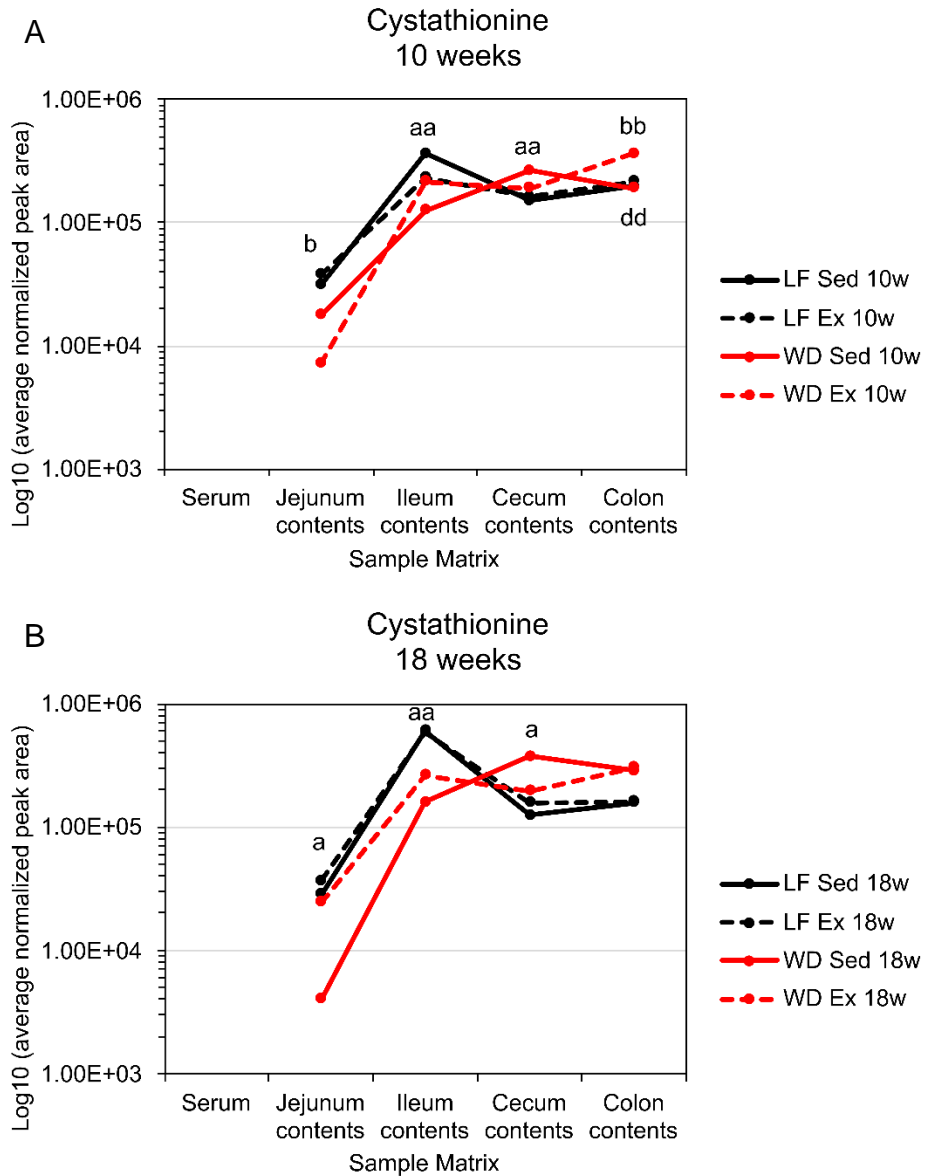 A
Cystathionine
10 weeks
Log10 (average normalized peak area)
1.00E+06
1.00E+05
1.00E+04
1.00E+03
b
aa
aa
bb
dd
Serum
Jejunum contents
Ileum contents
Cecum contents
Colon contents
Sample Matrix
LF Sed 10w
LF Ex 10w
WD Sed 10w
WD Ex 10w
B
Cystathionine
18 weeks
Log10 (average normalized peak area)
1.00E+06
1.00E+05
1.00E+04
1.00E+03
a
aa
a
Serum
Jejunum contents
Ileum contents
Cecum contents
Colon contents
Sample Matrix
LF Sed 18w
LF Ex 18w
WD Sed 18w
WD Ex 18w